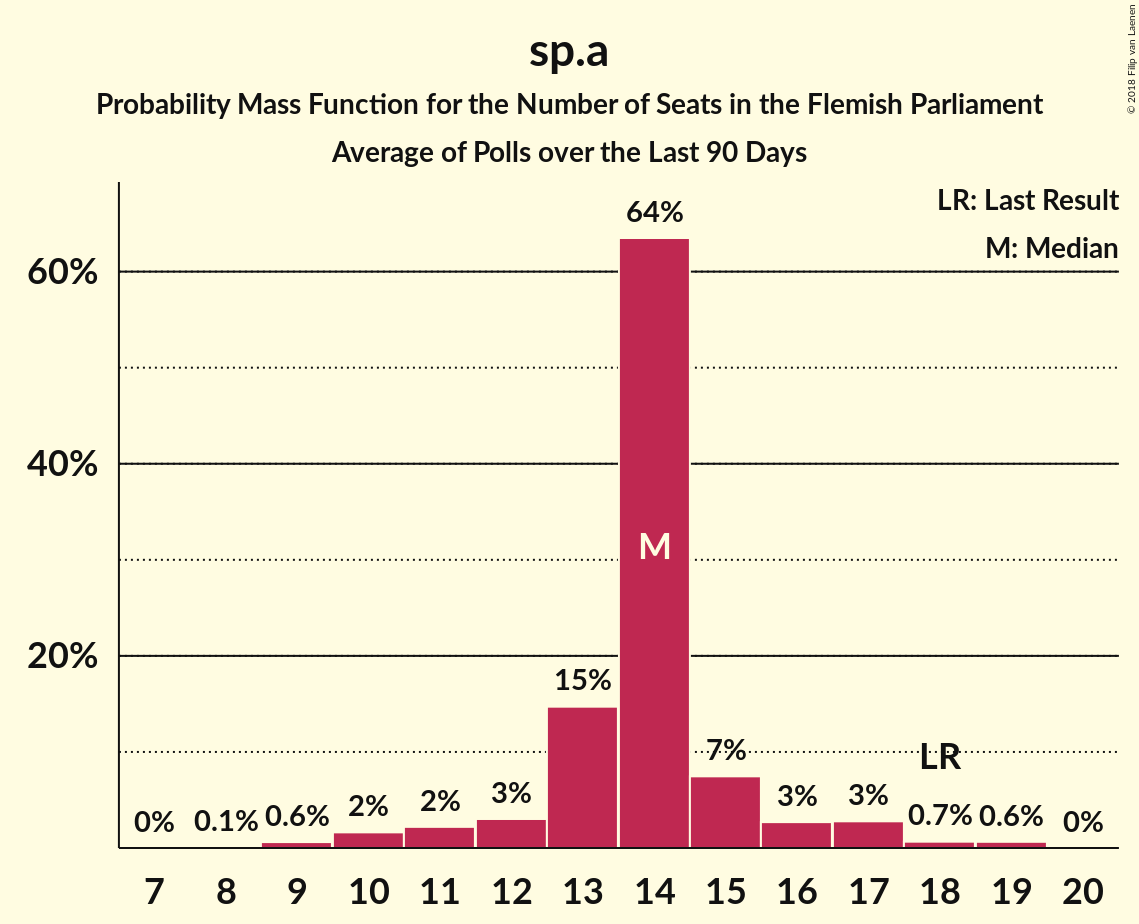 sp.a
Probability Mass Function for the Number of Seats in the Flemish Parliament
Average of Polls over the Last 90 Days
© 2018 Filip van Laenen
LR: Last Result
M: Median
60%
40%
20%
0%
0.1%
0.6%
2%
2%
3%
15%
64%
7%
3%
3%
0.7%
0.6%
0%
M
LR
7 8 9 10 11 12 13 14 15 16 17 18 19 20